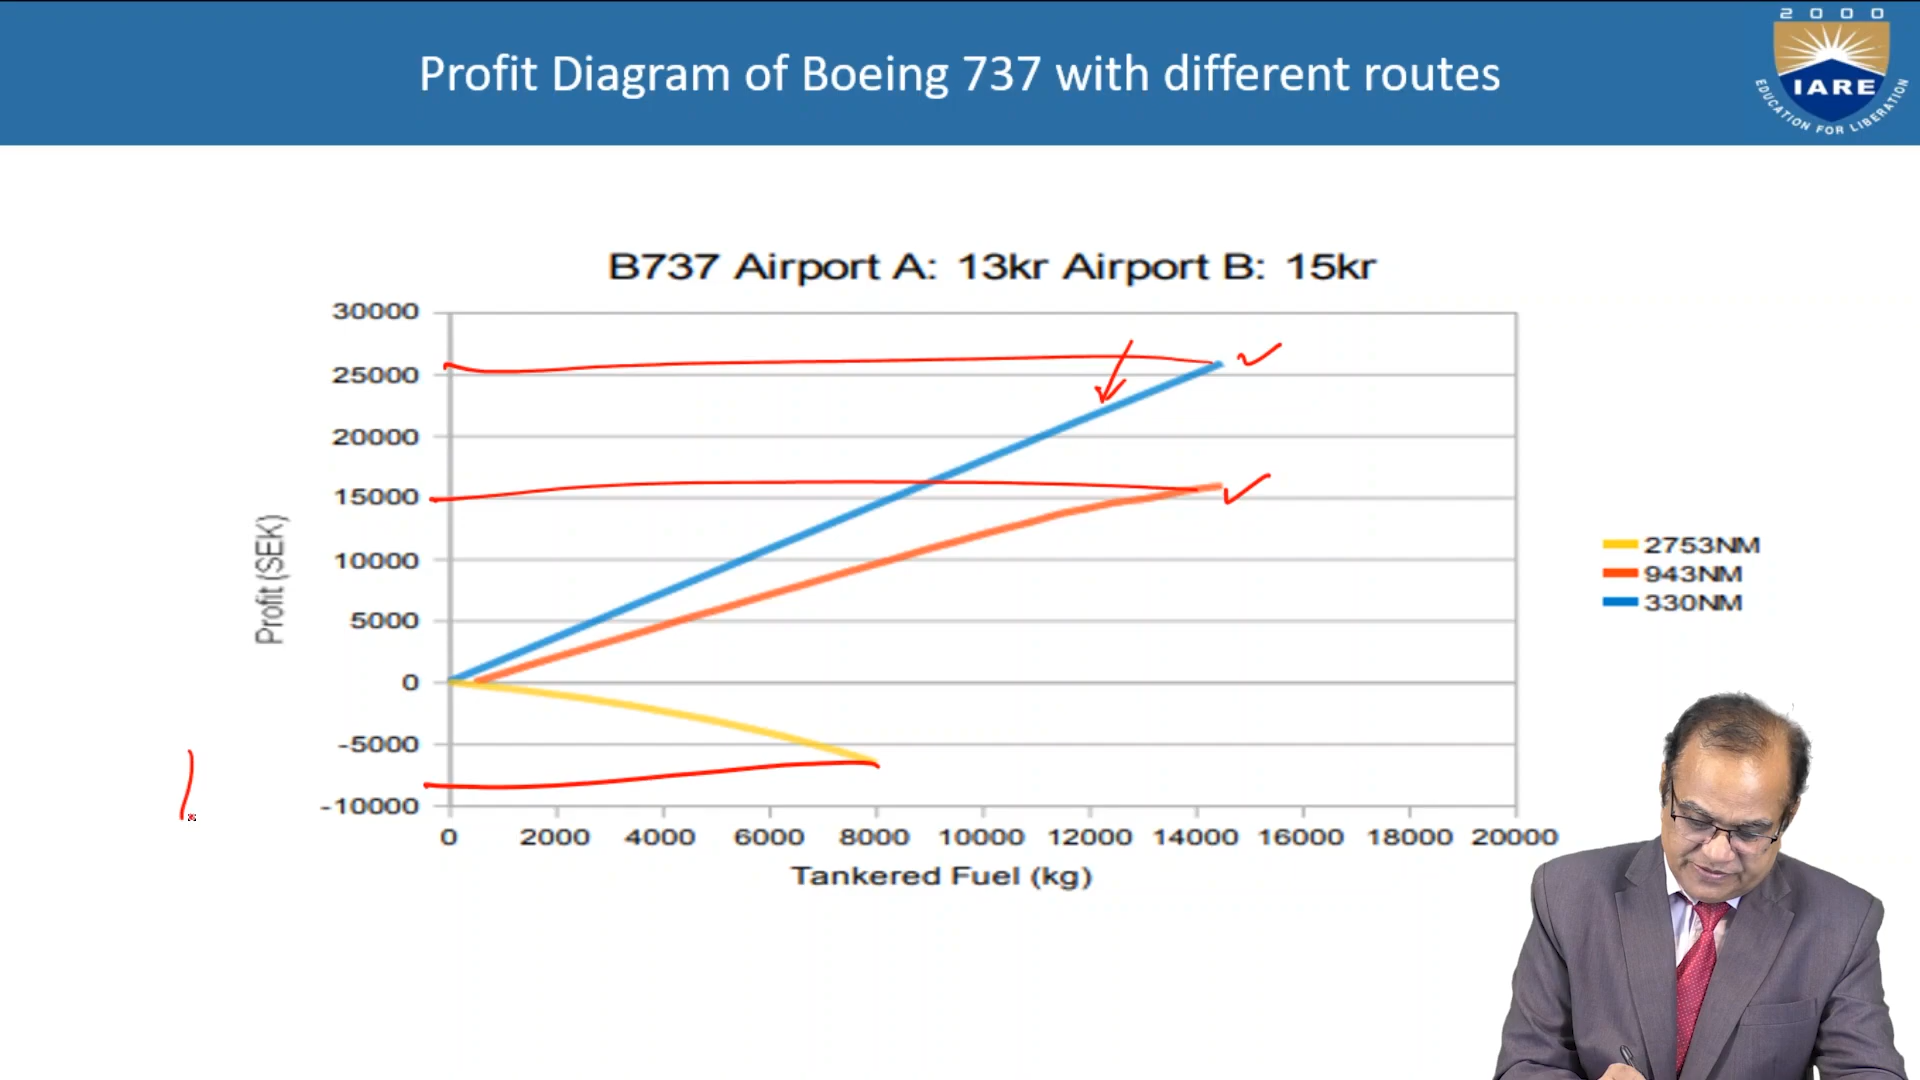 2000
Profit Diagram of Boeing 737 with different routes
IARE
EDUCATION FOR LIBERATION
B737 Airport A: 13kr Airport B: 15kr
30000
25000
20000
15000
10000
5000
0
-5000
-10000
Profit (SEK)
2753NM
943NM
330NM
0 2000 4000 6000 8000 10000 12000 14000 16000 18000 20000
Tankered Fuel (kg)